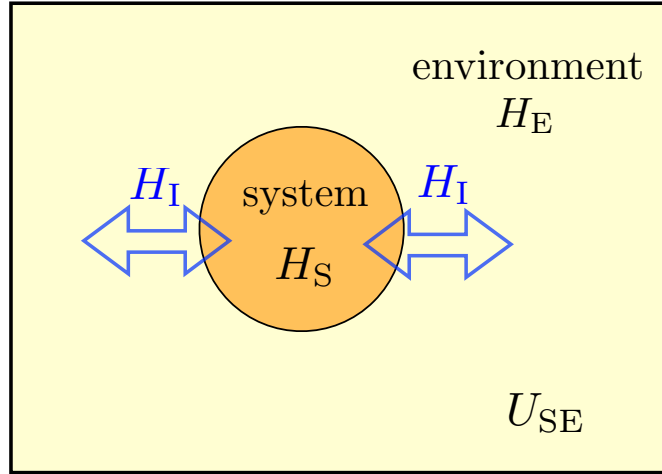 environment
H_E
H_I
H_I
system
H_S
U_SE